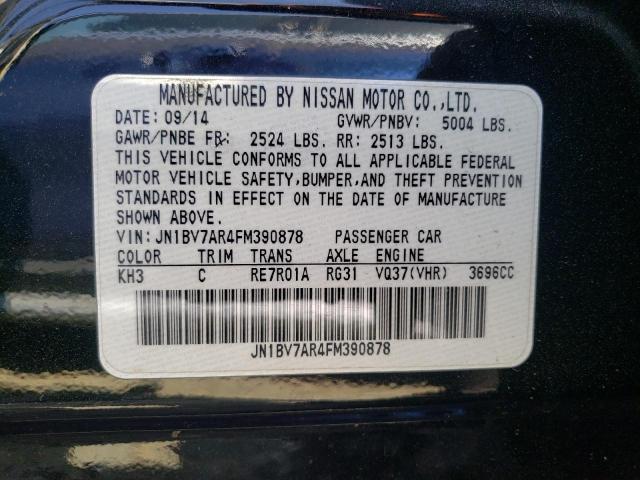 MANUFACTURED BY NISSAN MOTOR CO.,LTD.
DATE: 09/14 GVWR/PNBV: 5004 LBS.
GAWR/PNBE FR: 2524 LBS. RR: 2513 LBS.
THIS VEHICLE CONFORMS TO ALL APPLICABLE FEDERAL
MOTOR VEHICLE SAFETY,BUMPER,AND THEFT PREVENTION
STANDARDS IN EFFECT ON THE DATE OF MANUFACTURE
SHOWN ABOVE.
VIN: JN1BV7AR4FM390878 PASSENGER CAR
COLOR TRIM TRANS AXLE ENGINE
KH3 C RE7R01A RG31 VQ37(VHR) 3696CC
JN1BV7AR4FM390878